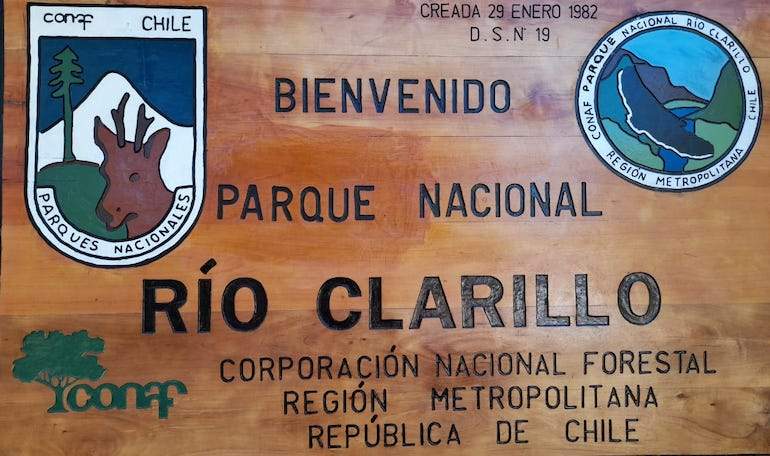 conaf CHILE
PARQUES NACIONALES
CREADA 29 ENERO 1982
D.S.N° 19
CONAF PARQUE NACIONAL RÍO CLARILLO CHILE
REGIÓN METROPOLITANA
BIENVENIDO
PARQUE NACIONAL
RÍO CLARILLO
conaf
CORPORACIÓN NACIONAL FORESTAL
REGIÓN METROPOLITANA
REPÚBLICA DE CHILE